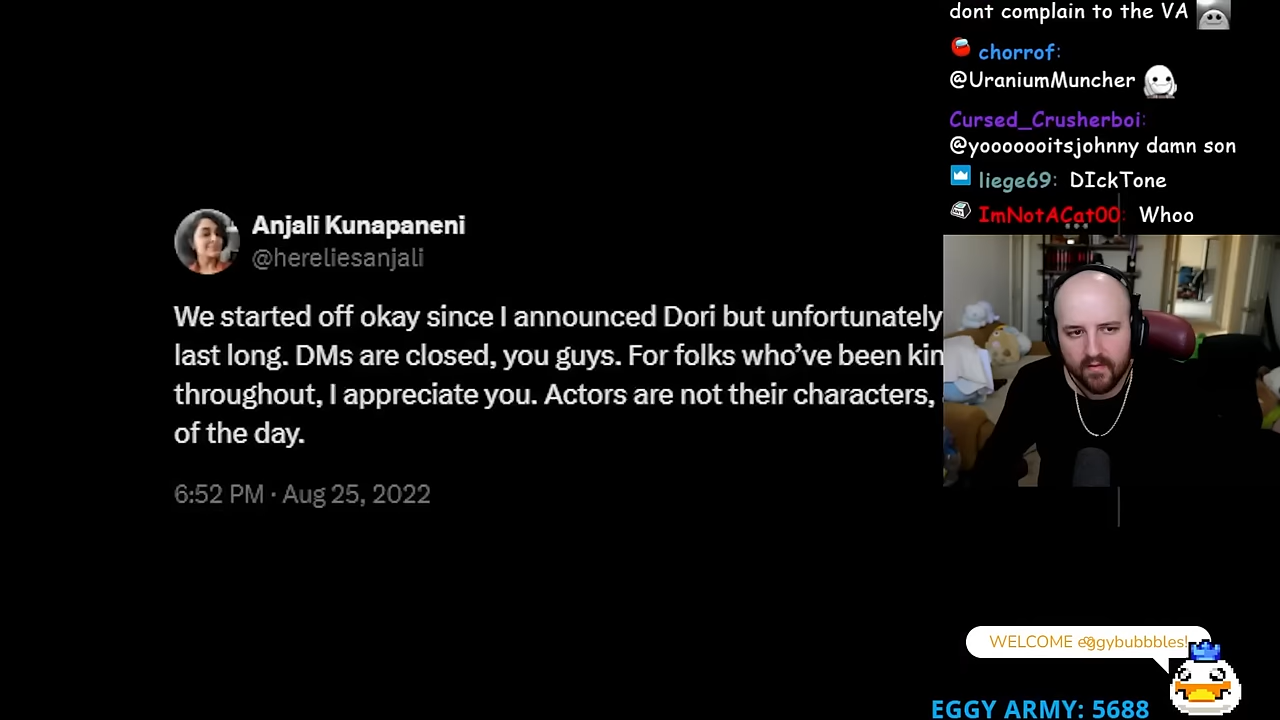 Anjali Kunapaneni
@hereliesanjali
We started off okay since I announced Dori but unfortunately
last long. DMs are closed, you guys. For folks who’ve been kin
throughout, I appreciate you. Actors are not their characters,
of the day.
6:52 PM · Aug 25, 2022
dont complain to the VA
chorrof:
@UraniumMuncher
Cursed_Crusherboi:
@yooooooitsjohnny damn son
liege69: DIckTone
ImNotACat00: Whoo
WELCOME eggybubbbles!
EGGY ARMY: 5688